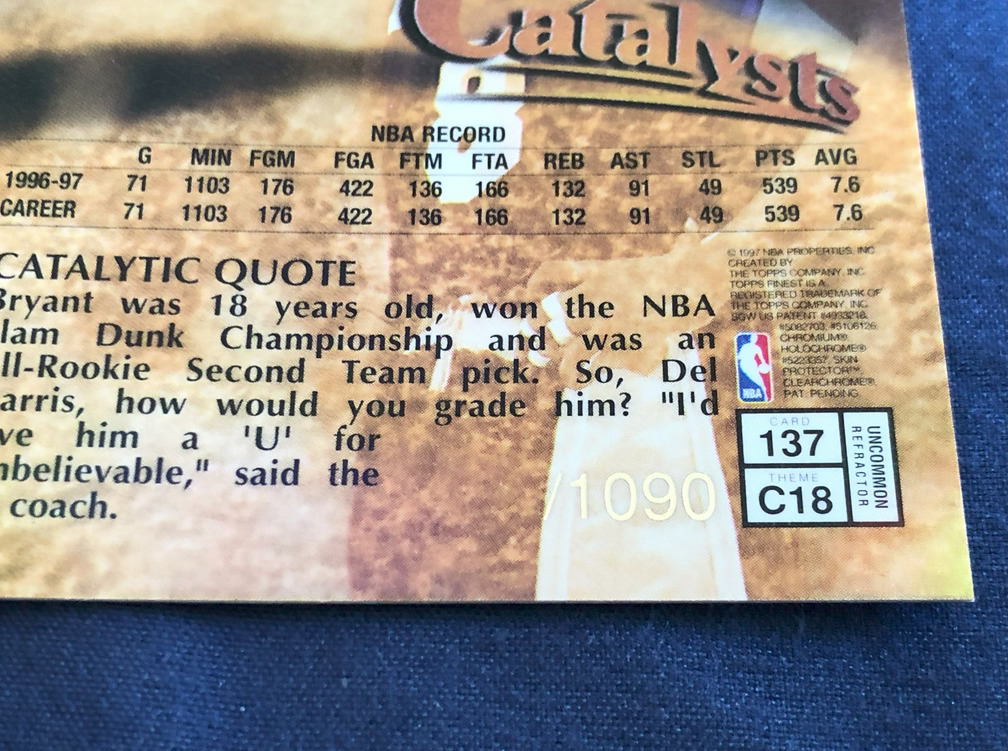 Catalysts
NBA RECORD
G MIN FGM FGA FTM FTA REB AST STL PTS AVG
1996-97 71 1103 176 422 136 166 132 91 49 539 7.6
CAREER 71 1103 176 422 136 166 132 91 49 539 7.6
CATALYTIC QUOTE
Bryant was 18 years old, won the NBA
lam Dunk Championship and was an
ll-Rookie Second Team pick. So, Del
arris, how would you grade him? "I'd
ve him a 'U' for
nbelievable," said the
coach.
/1090
© 1997 NBA PROPERTIES, INC
CREATED BY
THE TOPPS COMPANY, INC.
TOPPS FINEST IS A
REGISTERED TRADEMARK OF
THE TOPPS COMPANY, INC.
US PATENT #4933218,
#5082703, #5106126.
CHROMIUM®
HOLOCHROME®
#5223357, SKIN
PROTECTOR™
CLEARCHROME®
PAT. PENDING.
NBA
CARD
137
THEME
C18
UNCOMMON
REFRACTOR